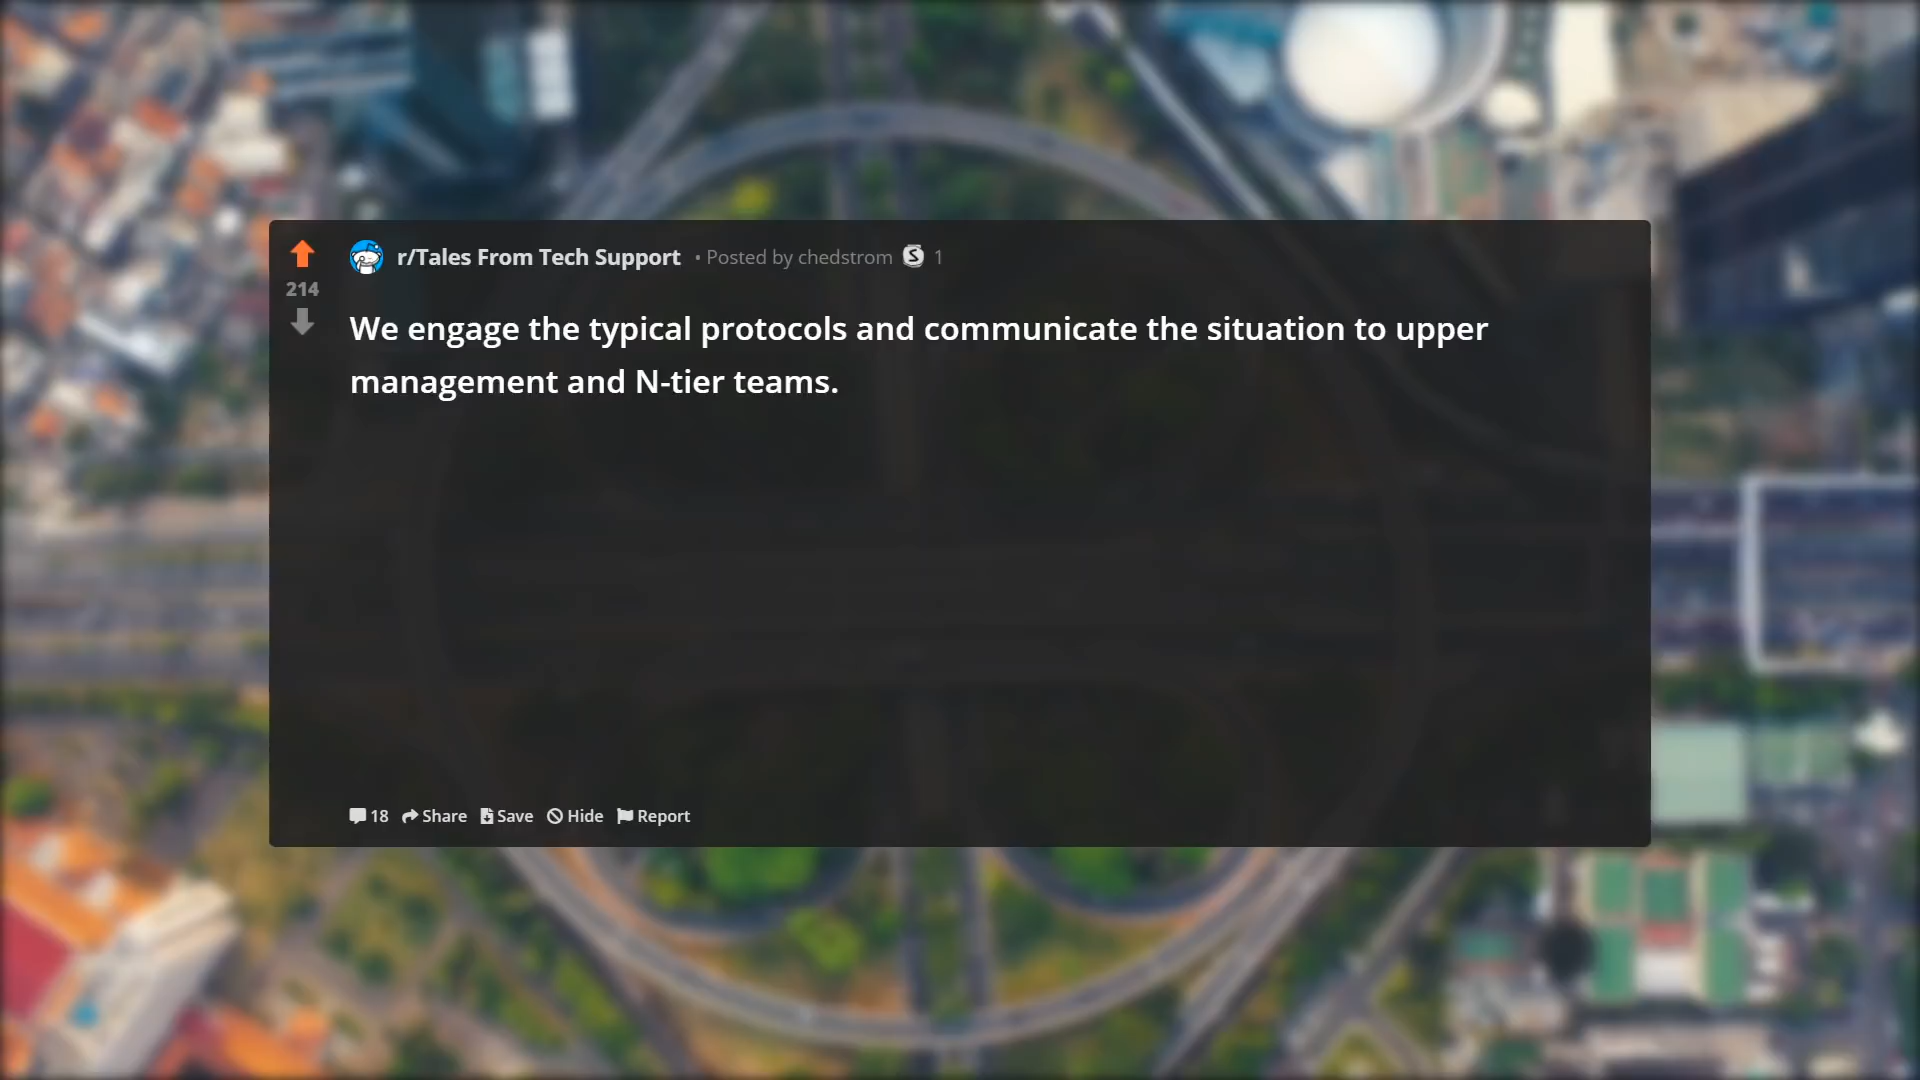 r/Tales From Tech Support • Posted by chedstrom S 1
214
We engage the typical protocols and communicate the situation to upper
management and N-tier teams.
18 Share Save Hide Report